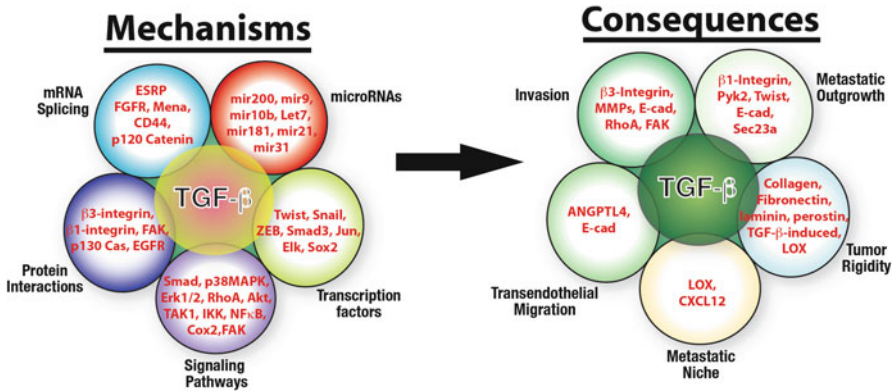 Mechanisms
mRNA
Splicing
ESRP
FGFR, Mena,
CD44,
p120 Catenin
mir200, mir9,
mir10b, Let7,
mir181, mir21,
mir31
microRNAs
TGF-β
β3-integrin,
β1-integrin, FAK,
p130 Cas, EGFR
Protein
Interactions
Twist, Snail,
ZEB, Smad3, Jun,
Elk, Sox2
Transcription
factors
Smad, p38MAPK,
Erk1/2, RhoA, Akt,
TAK1, IKK, NFκB,
Cox2,FAK
Signaling
Pathways
Consequences
Invasion
β3-Integrin,
MMPs, E-cad,
RhoA, FAK
β1-Integrin,
Pyk2, Twist,
E-cad,
Sec23a
Metastatic
Outgrowth
TGF-β
ANGPTL4,
E-cad
Transendothelial
Migration
Collagen,
Fibronectin,
laminin, perostin,
TGF-β-induced,
LOX
Tumor
Rigidity
LOX,
CXCL12
Metastatic
Niche